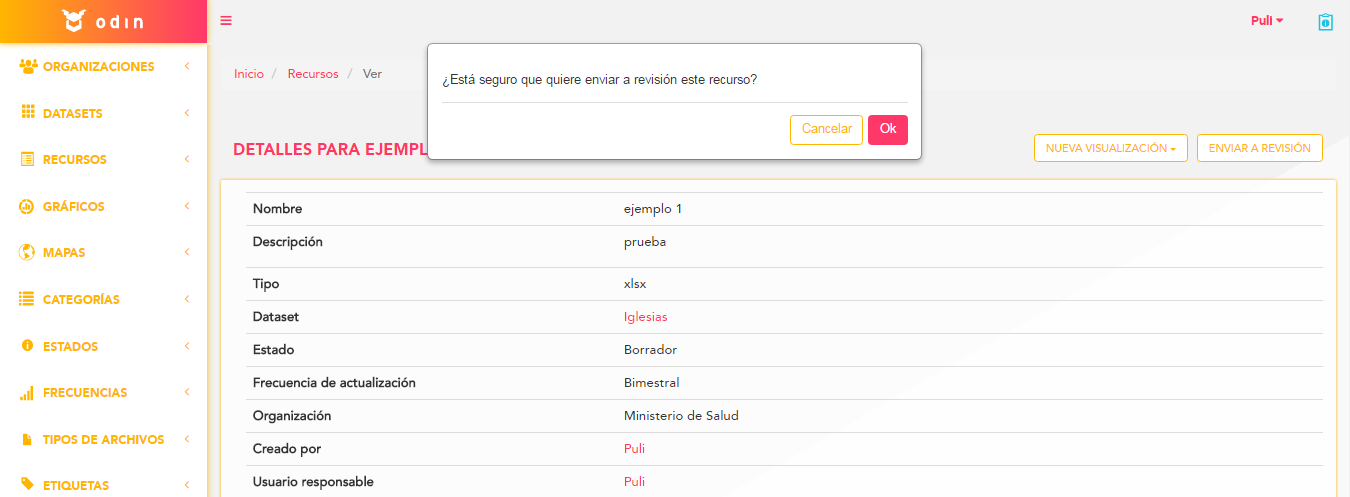 odin
Puli
ORGANIZACIONES
DATASETS
RECURSOS
GRÁFICOS
MAPAS
CATEGORÍAS
ESTADOS
FRECUENCIAS
TIPOS DE ARCHIVOS
ETIQUETAS
Inicio / Recursos / Ver
¿Está seguro que quiere enviar a revisión este recurso?
Cancelar Ok
DETALLES PARA EJEMPL
NUEVA VISUALIZACIÓN ENVIAR A REVISIÓN
Nombre ejemplo 1
Descripción prueba
Tipo xlsx
Dataset Iglesias
Estado Borrador
Frecuencia de actualización Bimestral
Organización Ministerio de Salud
Creado por Puli
Usuario responsable Puli